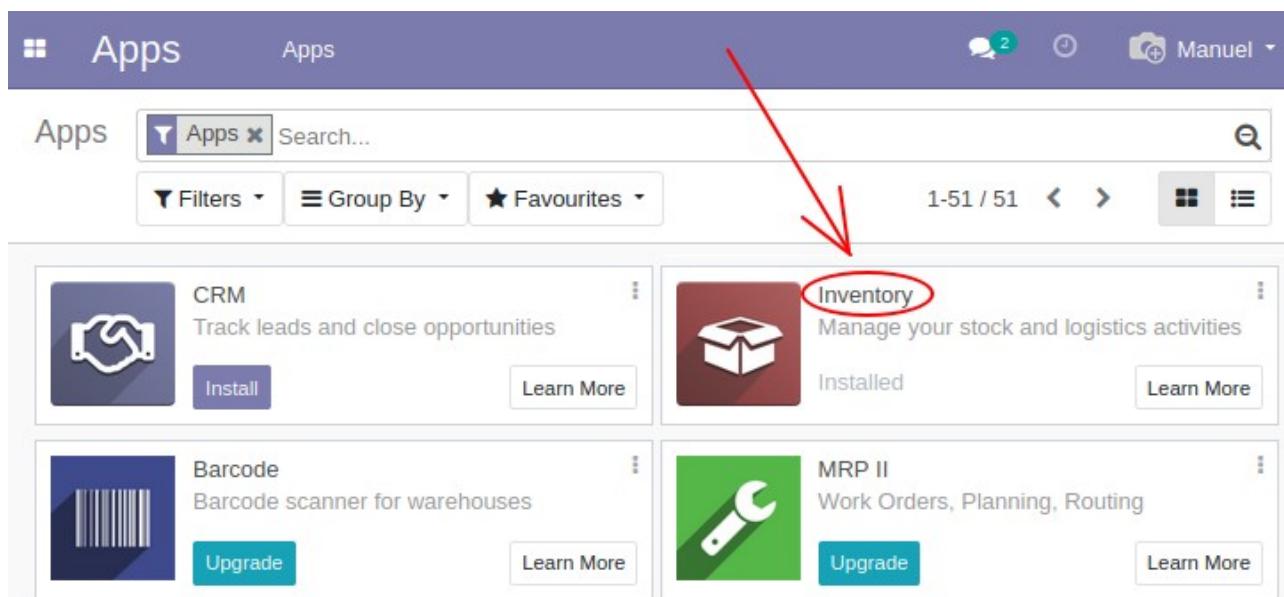 Apps Apps 2 Manuel
Apps Apps Search...
Filters Group By Favourites 1-51 / 51
CRM
Track leads and close opportunities
Install Learn More
Inventory
Manage your stock and logistics activities
Installed Learn More
Barcode
Barcode scanner for warehouses
Upgrade Learn More
MRP II
Work Orders, Planning, Routing
Upgrade Learn More